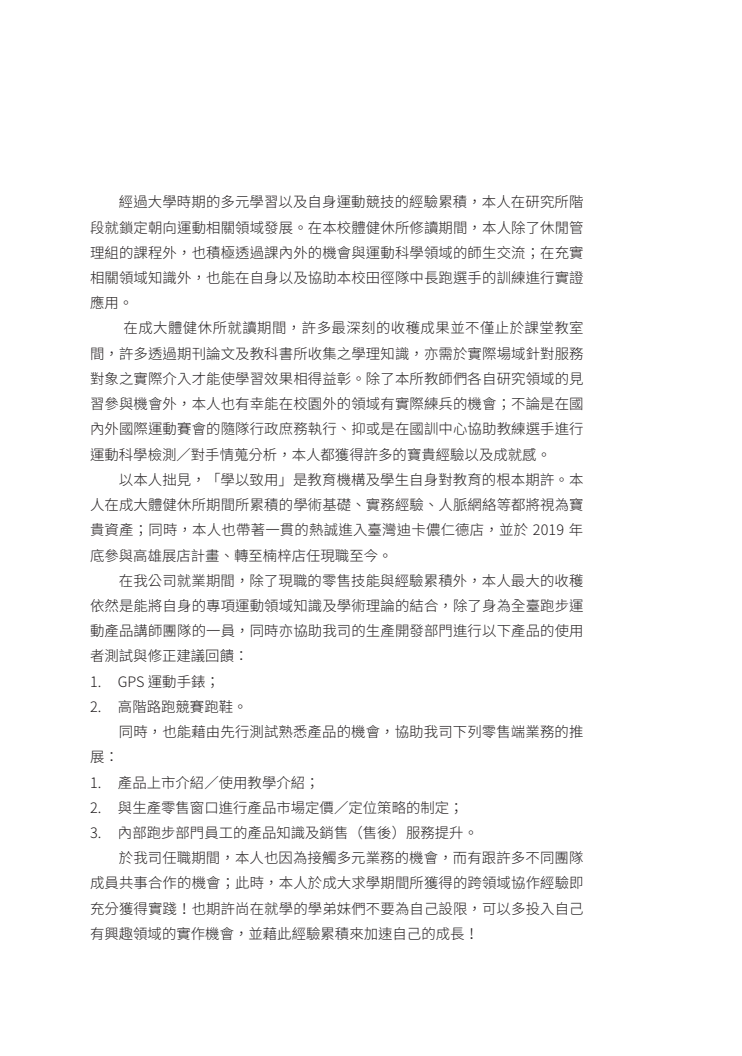 經過大學時期的多元學習以及自身運動競技的經驗累積，本人在研究所階
段就鎖定朝向運動相關領域發展。在本校體健休所修讀期間，本人除了休閒管
理組的課程外，也積極透過課內外的機會與運動科學領域的師生交流；在充實
相關領域知識外，也能在自身以及協助本校田徑隊中長跑選手的訓練進行實證
應用。
在成大體健休所就讀期間，許多最深刻的收穫成果並不僅止於課堂教室
間，許多透過期刊論文及教科書所收集之學理知識，亦需於實際場域針對服務
對象之實際介入才能使學習效果相得益彰。除了本所教師們各自研究領域的見
習參與機會外，本人也有幸能在校園外的領域有實際練兵的機會；不論是在國
內外國際運動賽會的隨隊行政庶務執行、抑或是在國訓中心協助教練選手進行
運動科學檢測／對手情蒐分析，本人都獲得許多的寶貴經驗以及成就感。
以本人拙見，「學以致用」是教育機構及學生自身對教育的根本期許。本
人在成大體健休所期間所累積的學術基礎、實務經驗、人脈網絡等都將視為寶
貴資產；同時，本人也帶著一貫的熱誠進入臺灣迪卡儂仁德店，並於 2019 年
底參與高雄展店計畫、轉至楠梓店任現職至今。
在我公司就業期間，除了現職的零售技能與經驗累積外，本人最大的收穫
依然是能將自身的專項運動領域知識及學術理論的結合，除了身為全臺跑步運
動產品講師團隊的一員，同時亦協助我司的生產開發部門進行以下產品的使用
者測試與修正建議回饋：
1. GPS 運動手錶；
2. 高階路跑競賽跑鞋。
同時，也能藉由先行測試熟悉產品的機會，協助我司下列零售端業務的推
展：
1. 產品上市介紹／使用教學介紹；
2. 與生產零售窗口進行產品市場定價／定位策略的制定；
3. 內部跑步部門員工的產品知識及銷售（售後）服務提升。
於我司任職期間，本人也因為接觸多元業務的機會，而有跟許多不同團隊
成員共事合作的機會；此時，本人於成大求學期間所獲得的跨領域協作經驗即
充分獲得實踐！也期許尚在就學的學弟妹們不要為自己設限，可以多投入自己
有興趣領域的實作機會，並藉此經驗累積來加速自己的成長！